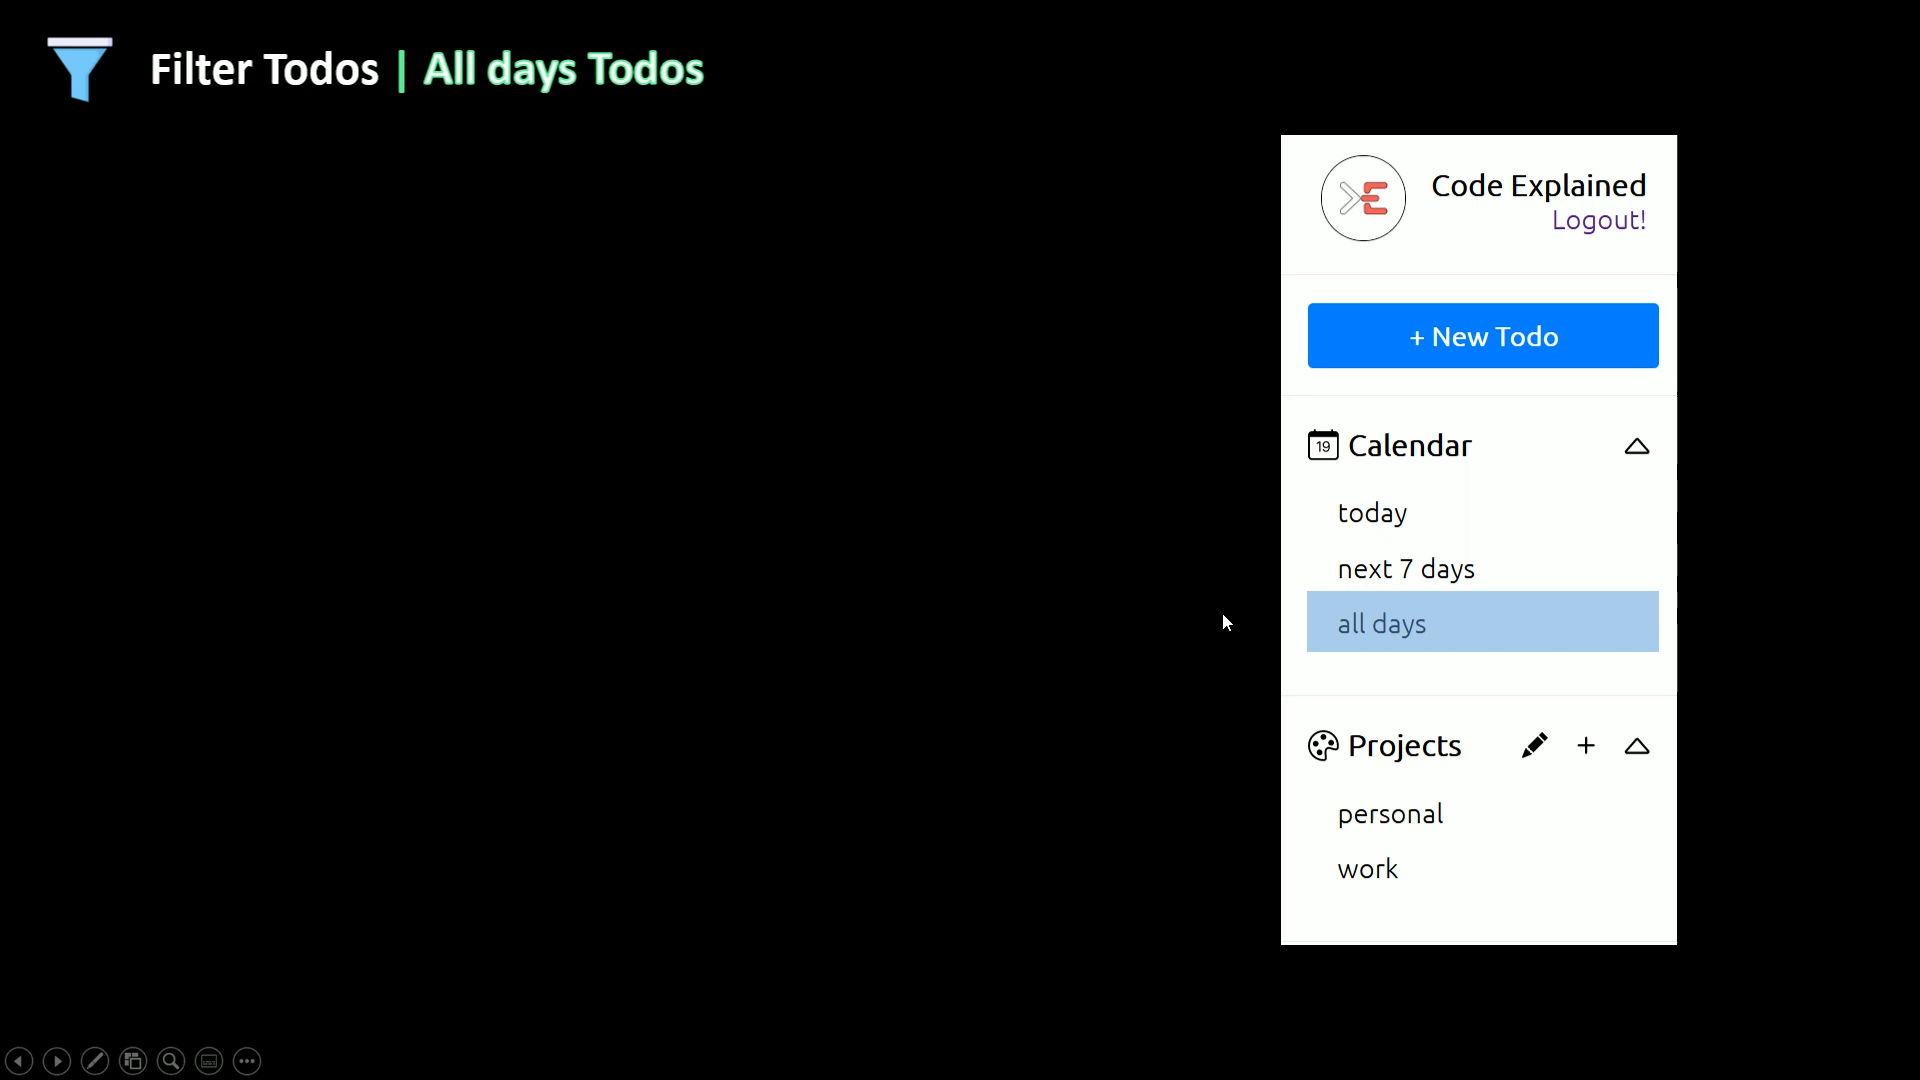 Filter Todos | All days Todos
Code Explained
Logout!
+ New Todo
19 Calendar
today
next 7 days
all days
Projects
personal
work